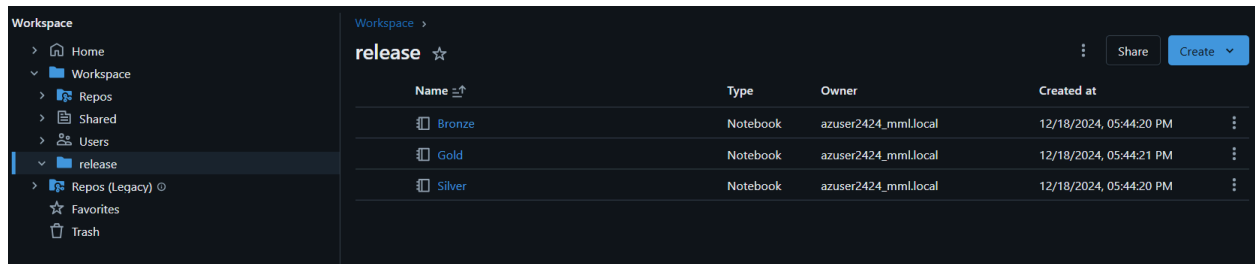 Workspace
Home
Workspace
Repos
Shared
Users
release
Repos (Legacy)
Favorites
Trash
Workspace
release
Share
Create
Name Type Owner Created at
Bronze Notebook azuser2424_mml.local 12/18/2024, 05:44:20 PM
Gold Notebook azuser2424_mml.local 12/18/2024, 05:44:21 PM
Silver Notebook azuser2424_mml.local 12/18/2024, 05:44:20 PM